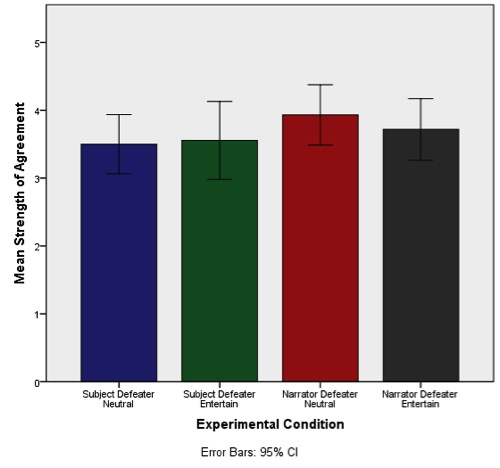 Mean Strength of Agreement
5
4
3
2
1
0
Subject Defeater
Neutral
Subject Defeater
Entertain
Narrator Defeater
Neutral
Narrator Defeater
Entertain
Experimental Condition
Error Bars: 95% CI